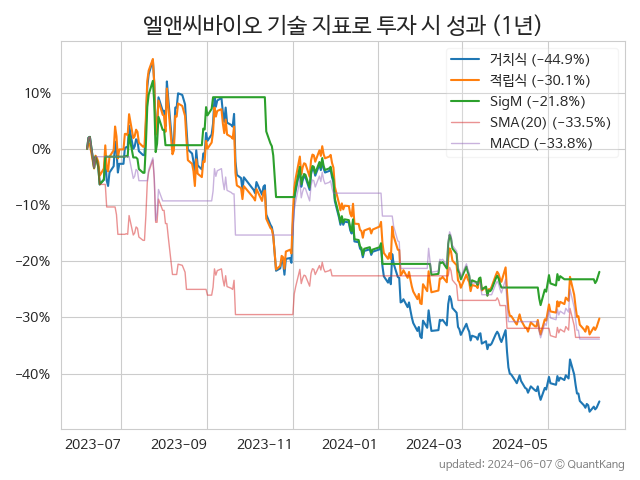 엘앤씨바이오 기술 지표로 투자 시 성과 (1년)
거치식 (−44.9%)
적립식 (−30.1%)
SigM (−21.8%)
SMA(20) (−33.5%)
MACD (−33.8%)
10%
0%
−10%
−20%
−30%
−40%
2023-07
2023-09
2023-11
2024-01
2024-03
2024-05
updated: 2024-06-07 © QuantKang